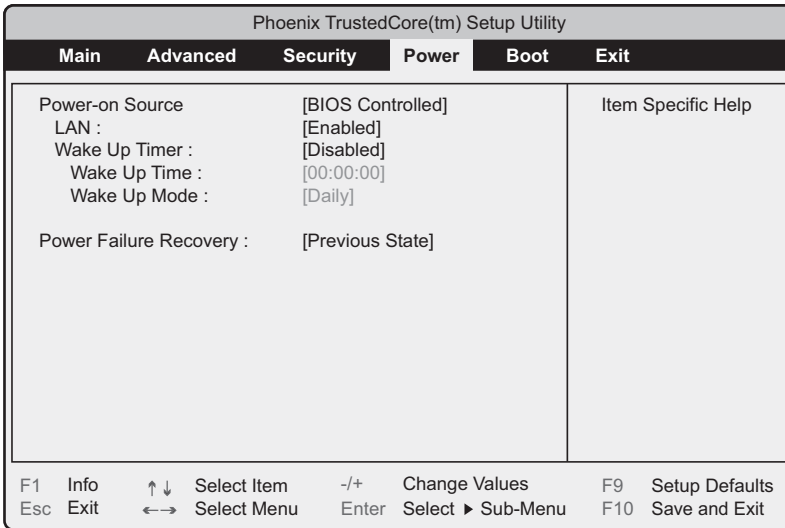 Phoenix TrustedCore(tm) Setup Utility
Main Advanced Security Power Boot Exit
Power-on Source [BIOS Controlled] Item Specific Help
LAN : [Enabled]
Wake Up Timer : [Disabled]
Wake Up Time : [00:00:00]
Wake Up Mode : [Daily]
Power Failure Recovery : [Previous State]
F1 Info ↑↓ Select Item -/+ Change Values F9 Setup Defaults
Esc Exit ←→ Select Menu Enter Select ▶ Sub-Menu F10 Save and Exit